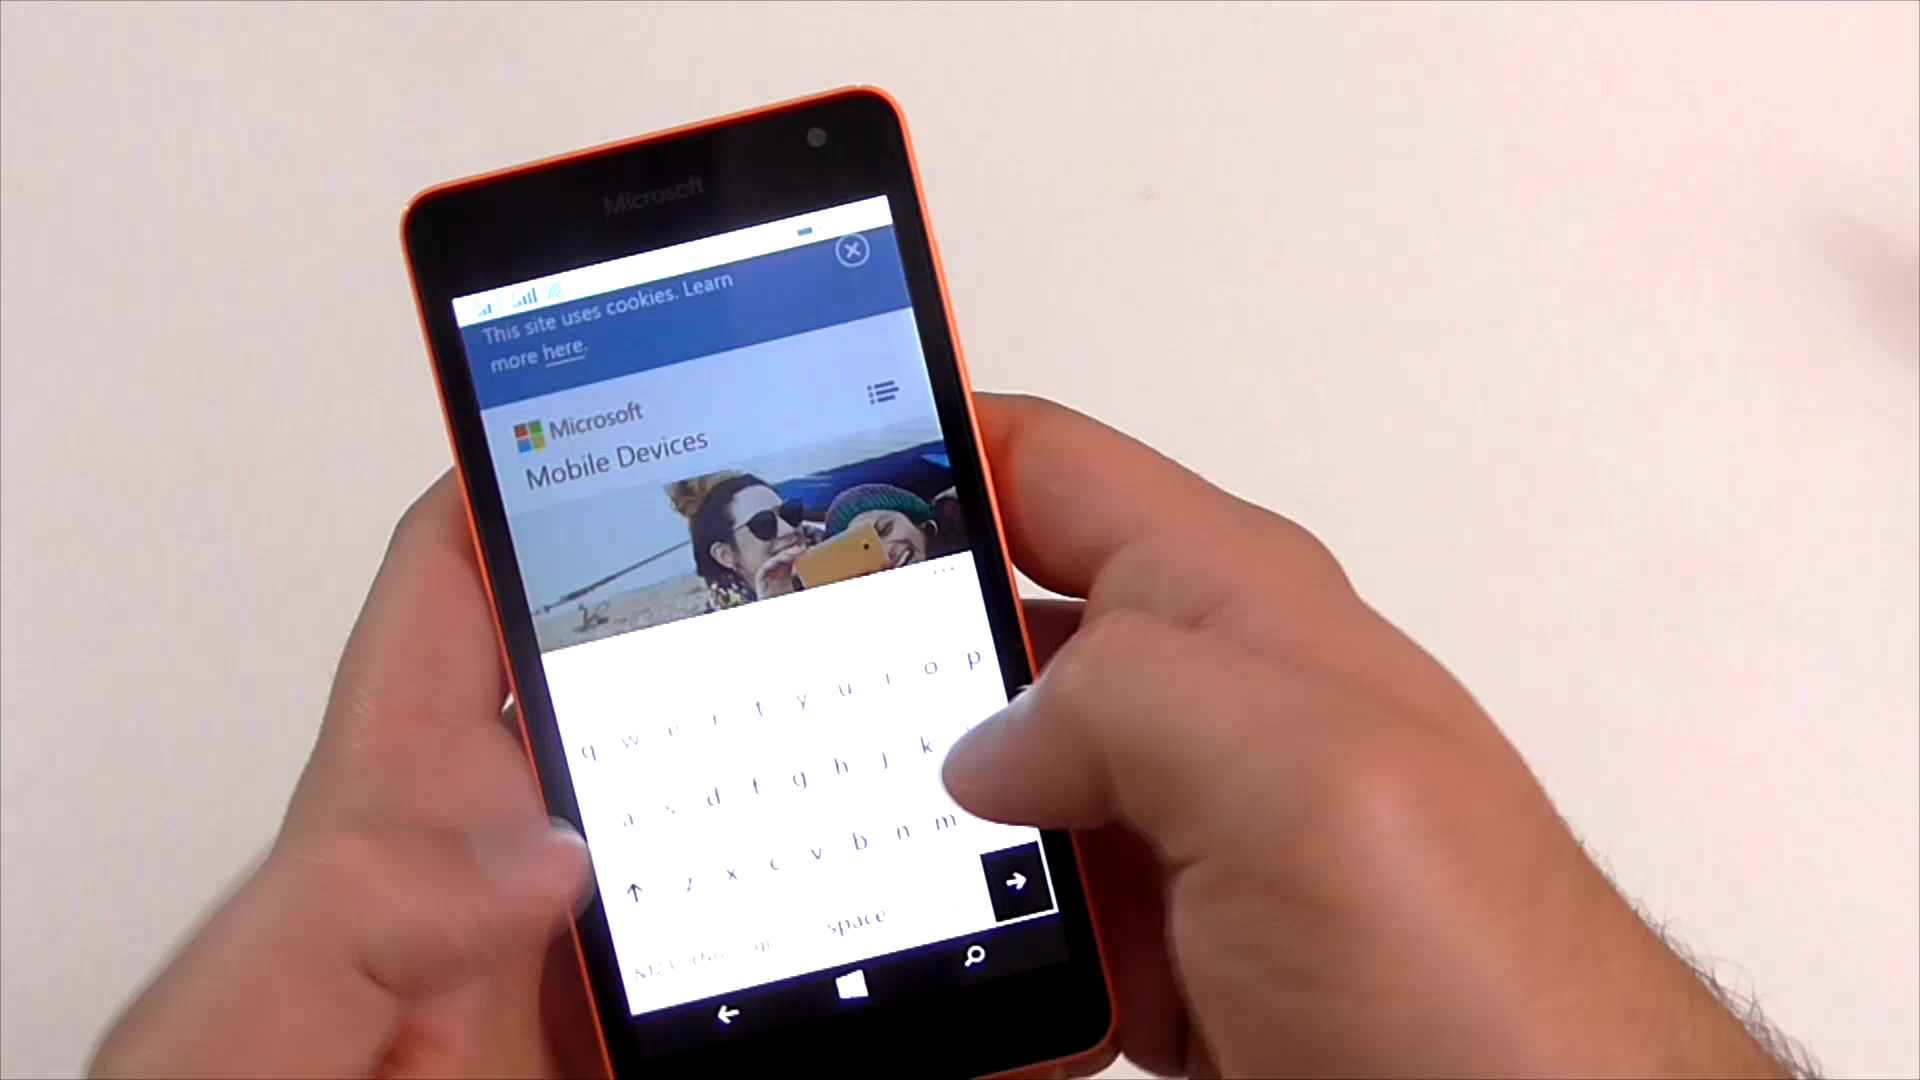 Microsoft
This site uses cookies. Learn
more here.
Microsoft
Mobile Devices
q w e r t y u i o p
a s d f g h j k
z x c v b n m
space